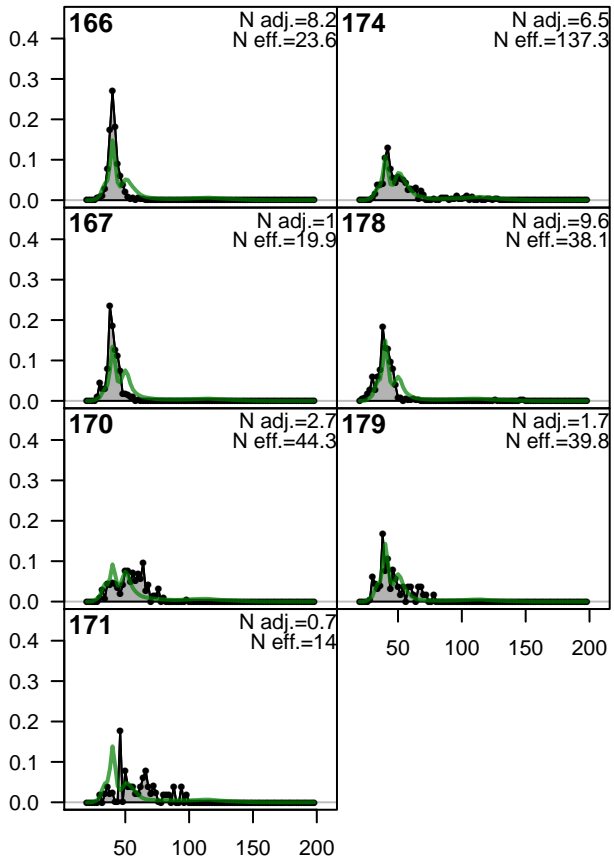 166
N adj.=8.2
N eff.=23.6
174
N adj.=6.5
N eff.=137.3
167
N adj.=1
N eff.=19.9
178
N adj.=9.6
N eff.=38.1
170
N adj.=2.7
N eff.=44.3
179
N adj.=1.7
N eff.=39.8
171
N adj.=0.7
N eff.=14
0.4
0.3
0.2
0.1
0.0
0.4
0.3
0.2
0.1
0.0
0.4
0.3
0.2
0.1
0.0
0.4
0.3
0.2
0.1
0.0
50 100 150 200
50 100 150 200